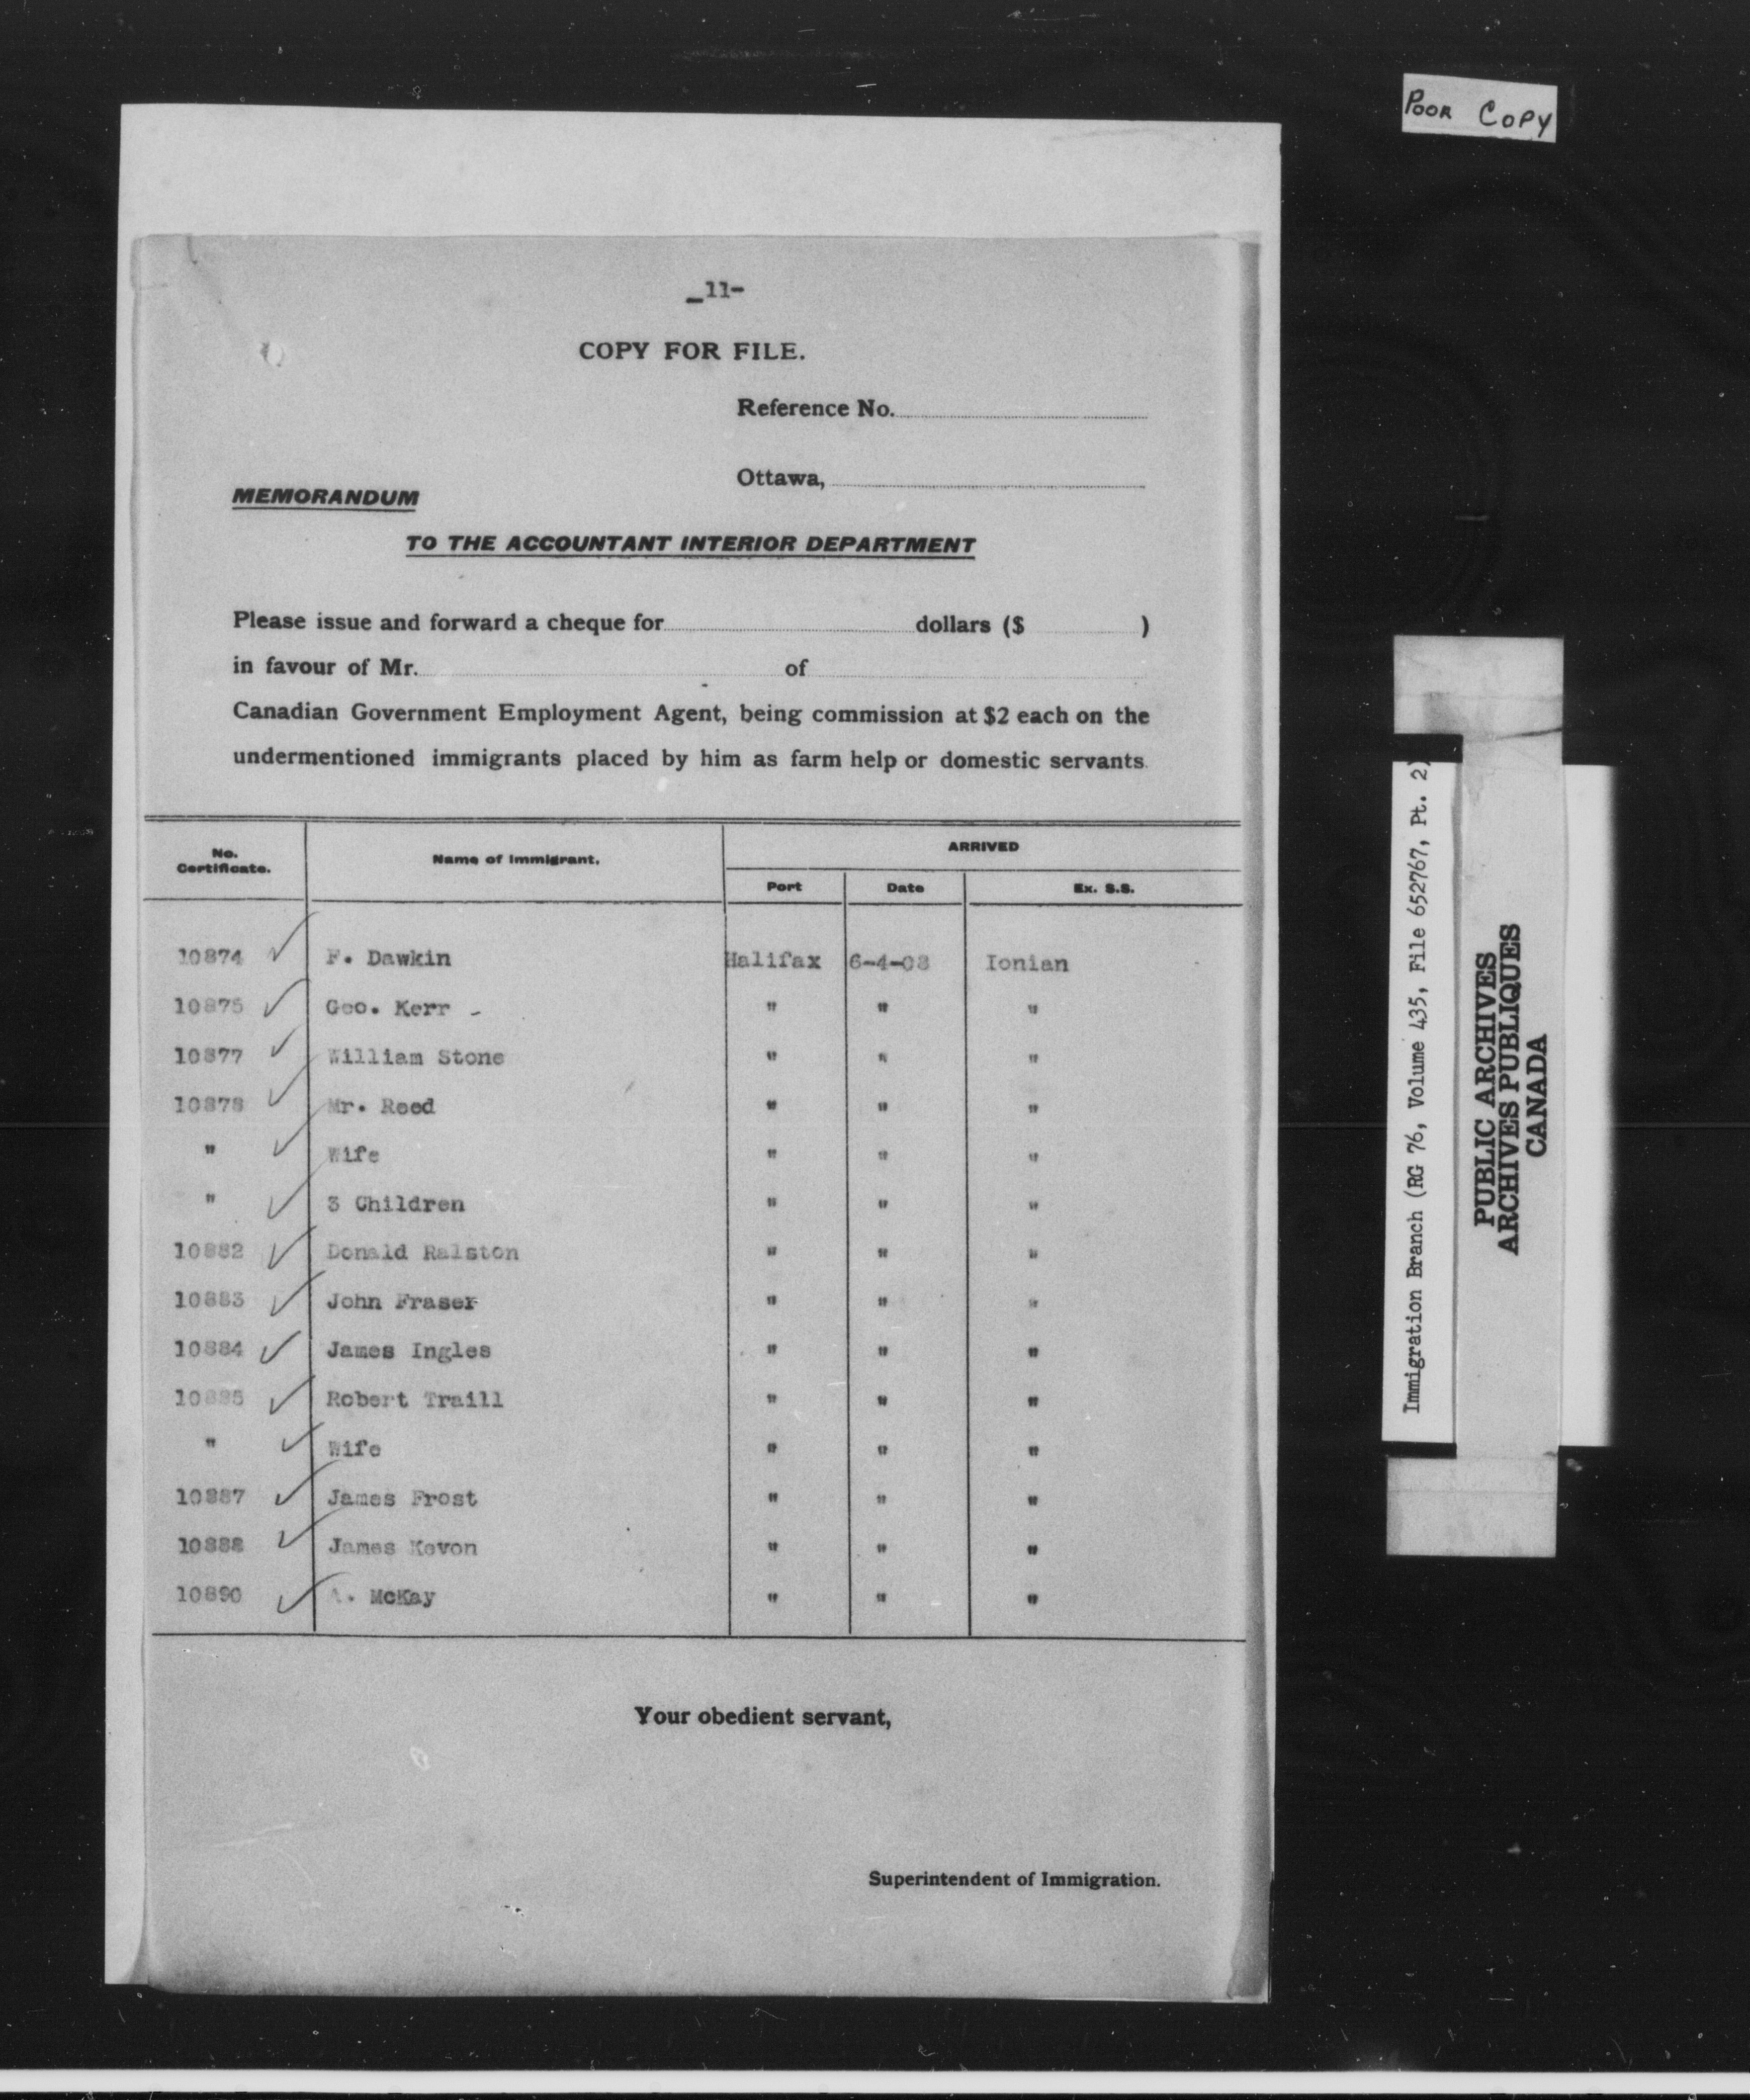 Poor Copy
_11-
COPY FOR FILE.
Reference No.
Ottawa,
MEMORANDUM
TO THE ACCOUNTANT INTERIOR DEPARTMENT
Please issue and forward a cheque for dollars ($ )
in favour of Mr. of
Canadian Government Employment Agent, being commission at $2 each on the
undermentioned immigrants placed by him as farm help or domestic servants.
No. Certificate. Name of Immigrant. ARRIVED
Port Date Ex. S.S.
10874 ✓ F. Dawkin Halifax 6-4-08 Ionian
10875 ✓ Geo. Kerr - " " "
10877 ✓ William Stone " " "
10878 ✓ Mr. Reed " " "
" ✓ Wife " " "
" ✓ 3 Children " " "
10882 ✓ Donald Ralston " " "
10883 ✓ John Fraser " " "
10884 ✓ James Ingles " " "
10885 ✓ Robert Traill " " "
" ✓ Wife " " "
10887 ✓ James Frost " " "
10888 ✓ James Kevon " " "
10890 ✓ A. McKay " " "
Your obedient servant,
Superintendent of Immigration.
Immigration Branch (RG 76, Volume 435, File 652767, Pt. 2)
PUBLIC ARCHIVES
ARCHIVES PUBLIQUES
CANADA